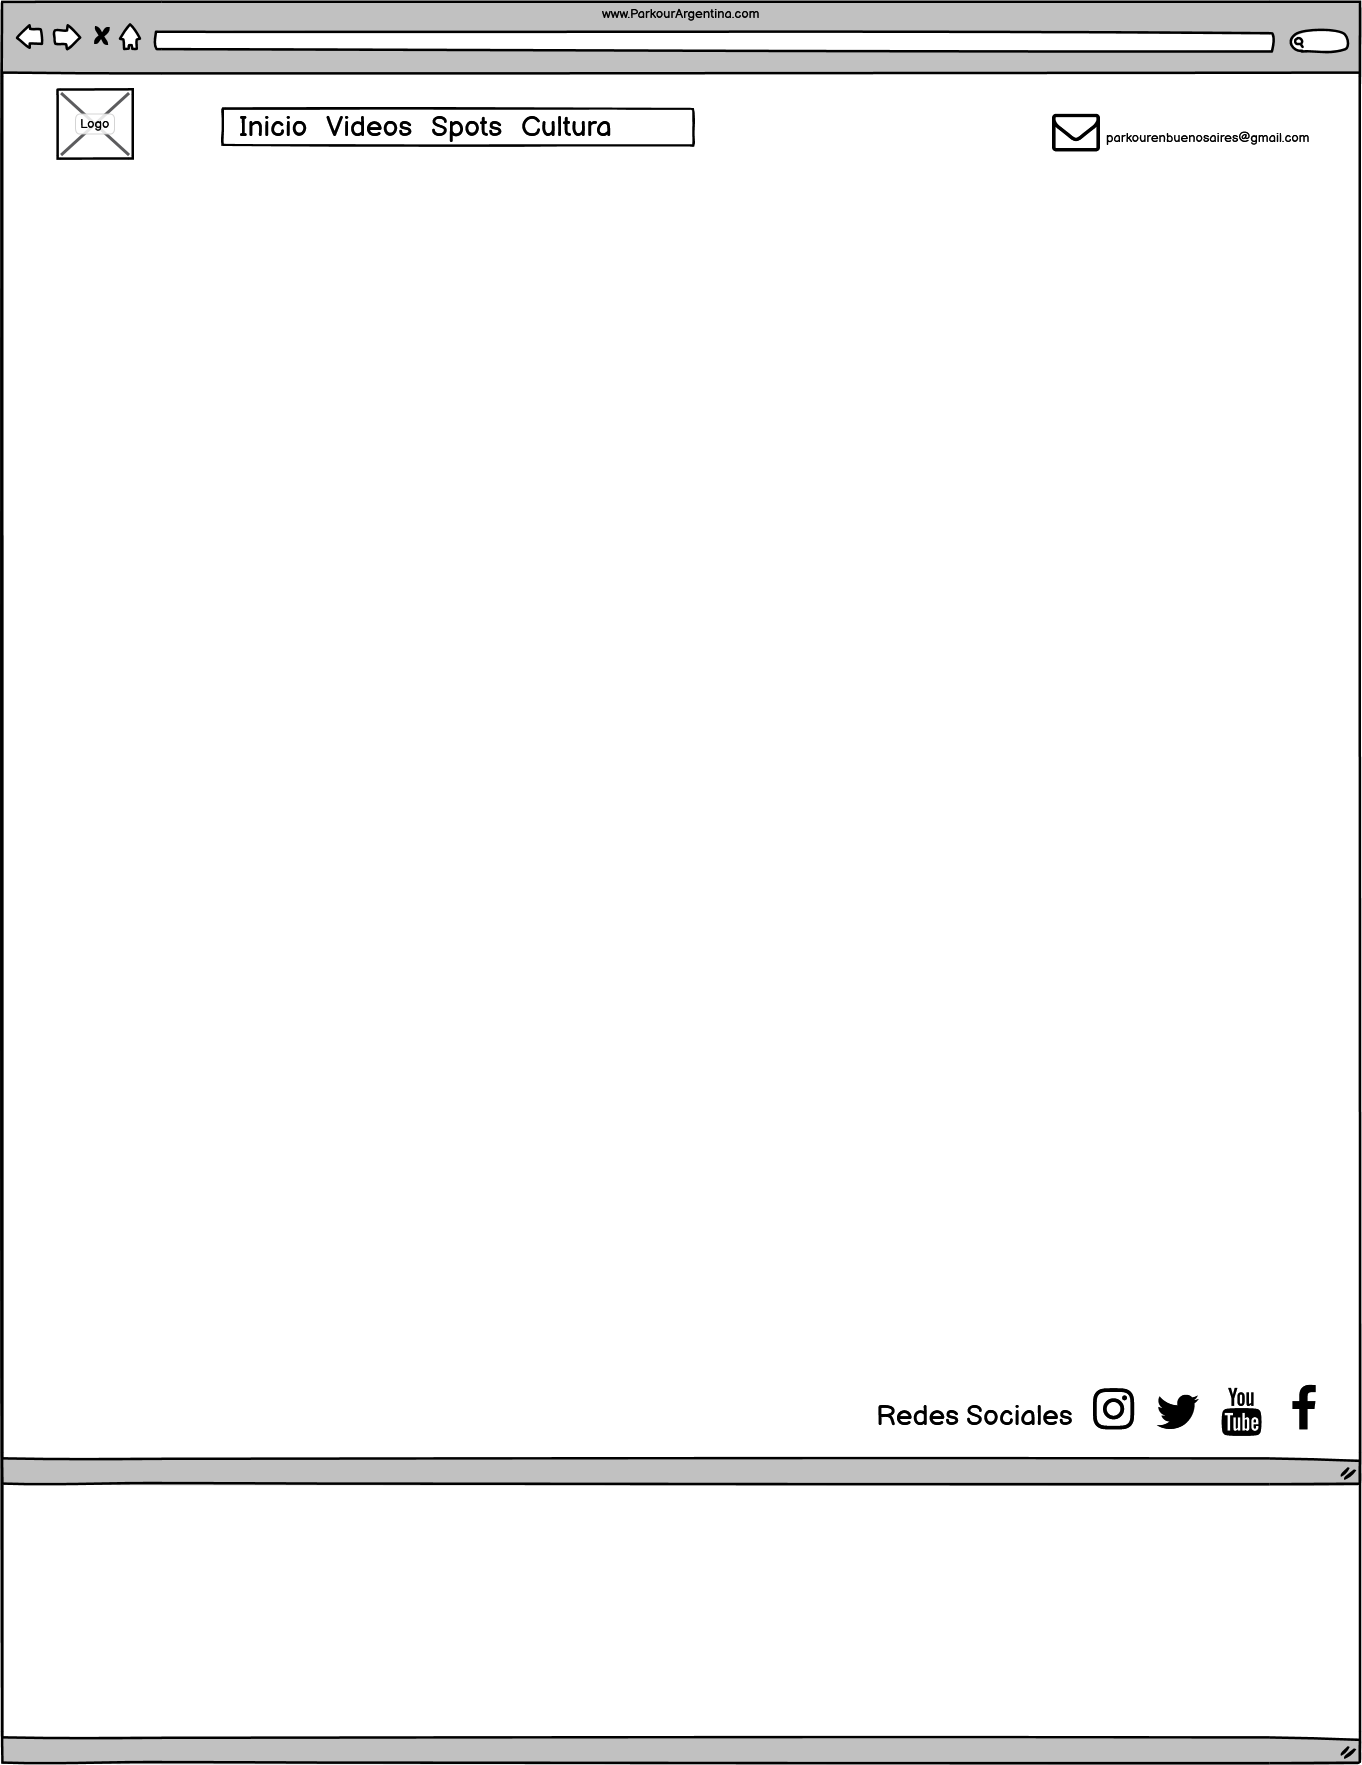 www.ParkourArgentina.com
Logo
Inicio Videos Spots Cultura
parkourenbuenosaires@gmail.com
Redes Sociales
You
Tube